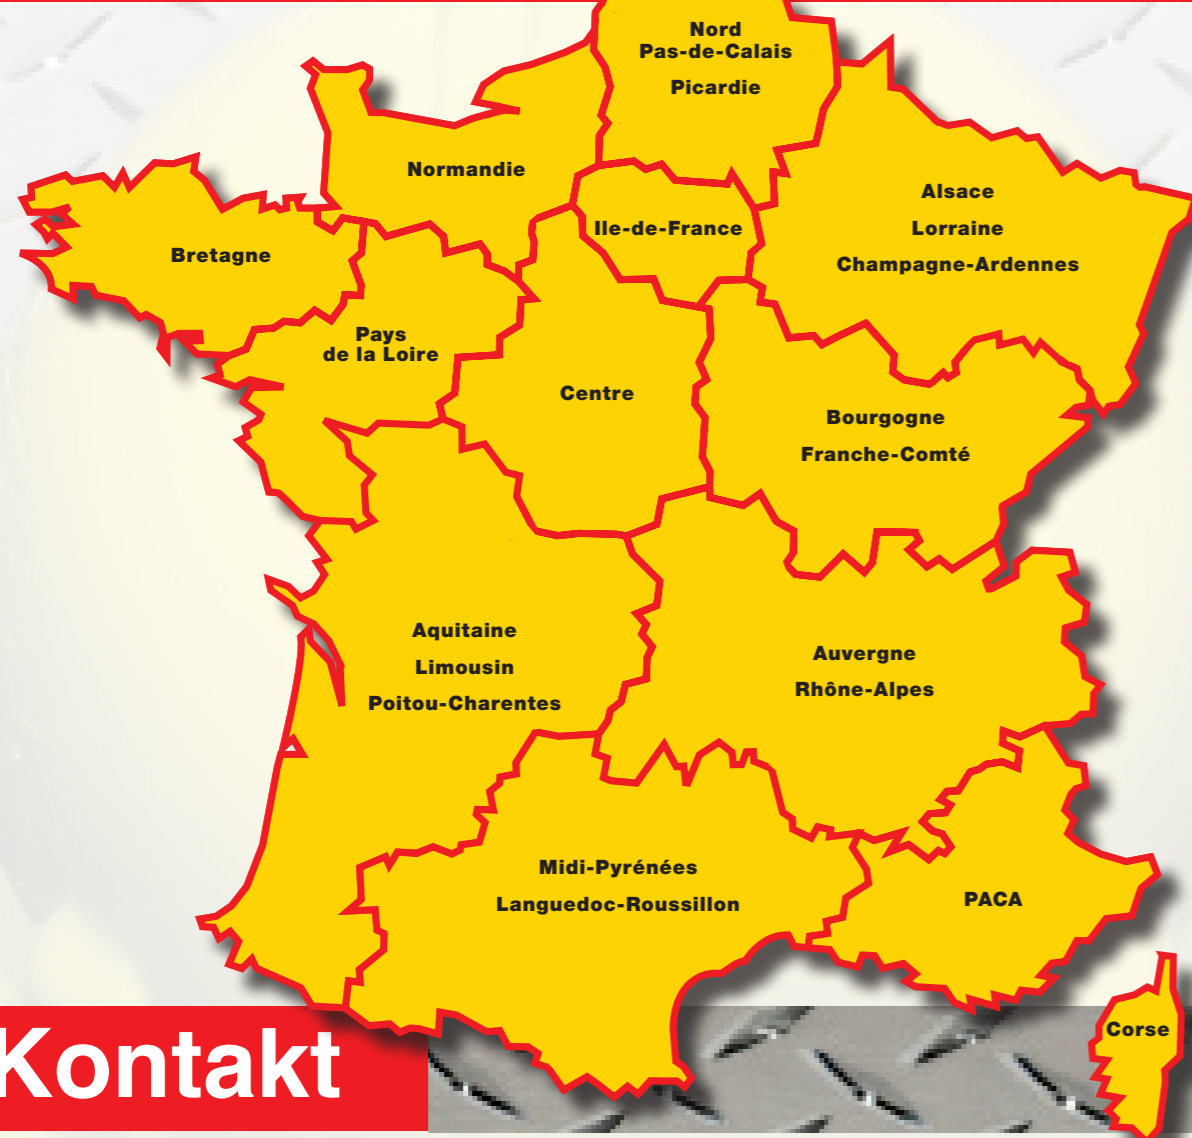 Nord
Pas-de-Calais
Picardie
Normandie
Alsace
Lorraine
Champagne-Ardennes
Ile-de-France
Bretagne
Pays
de la Loire
Centre
Bourgogne
Franche-Comté
Aquitaine
Limousin
Poitou-Charentes
Auvergne
Rhône-Alpes
Midi-Pyrénées
Languedoc-Roussillon
PACA
Corse
Kontakt